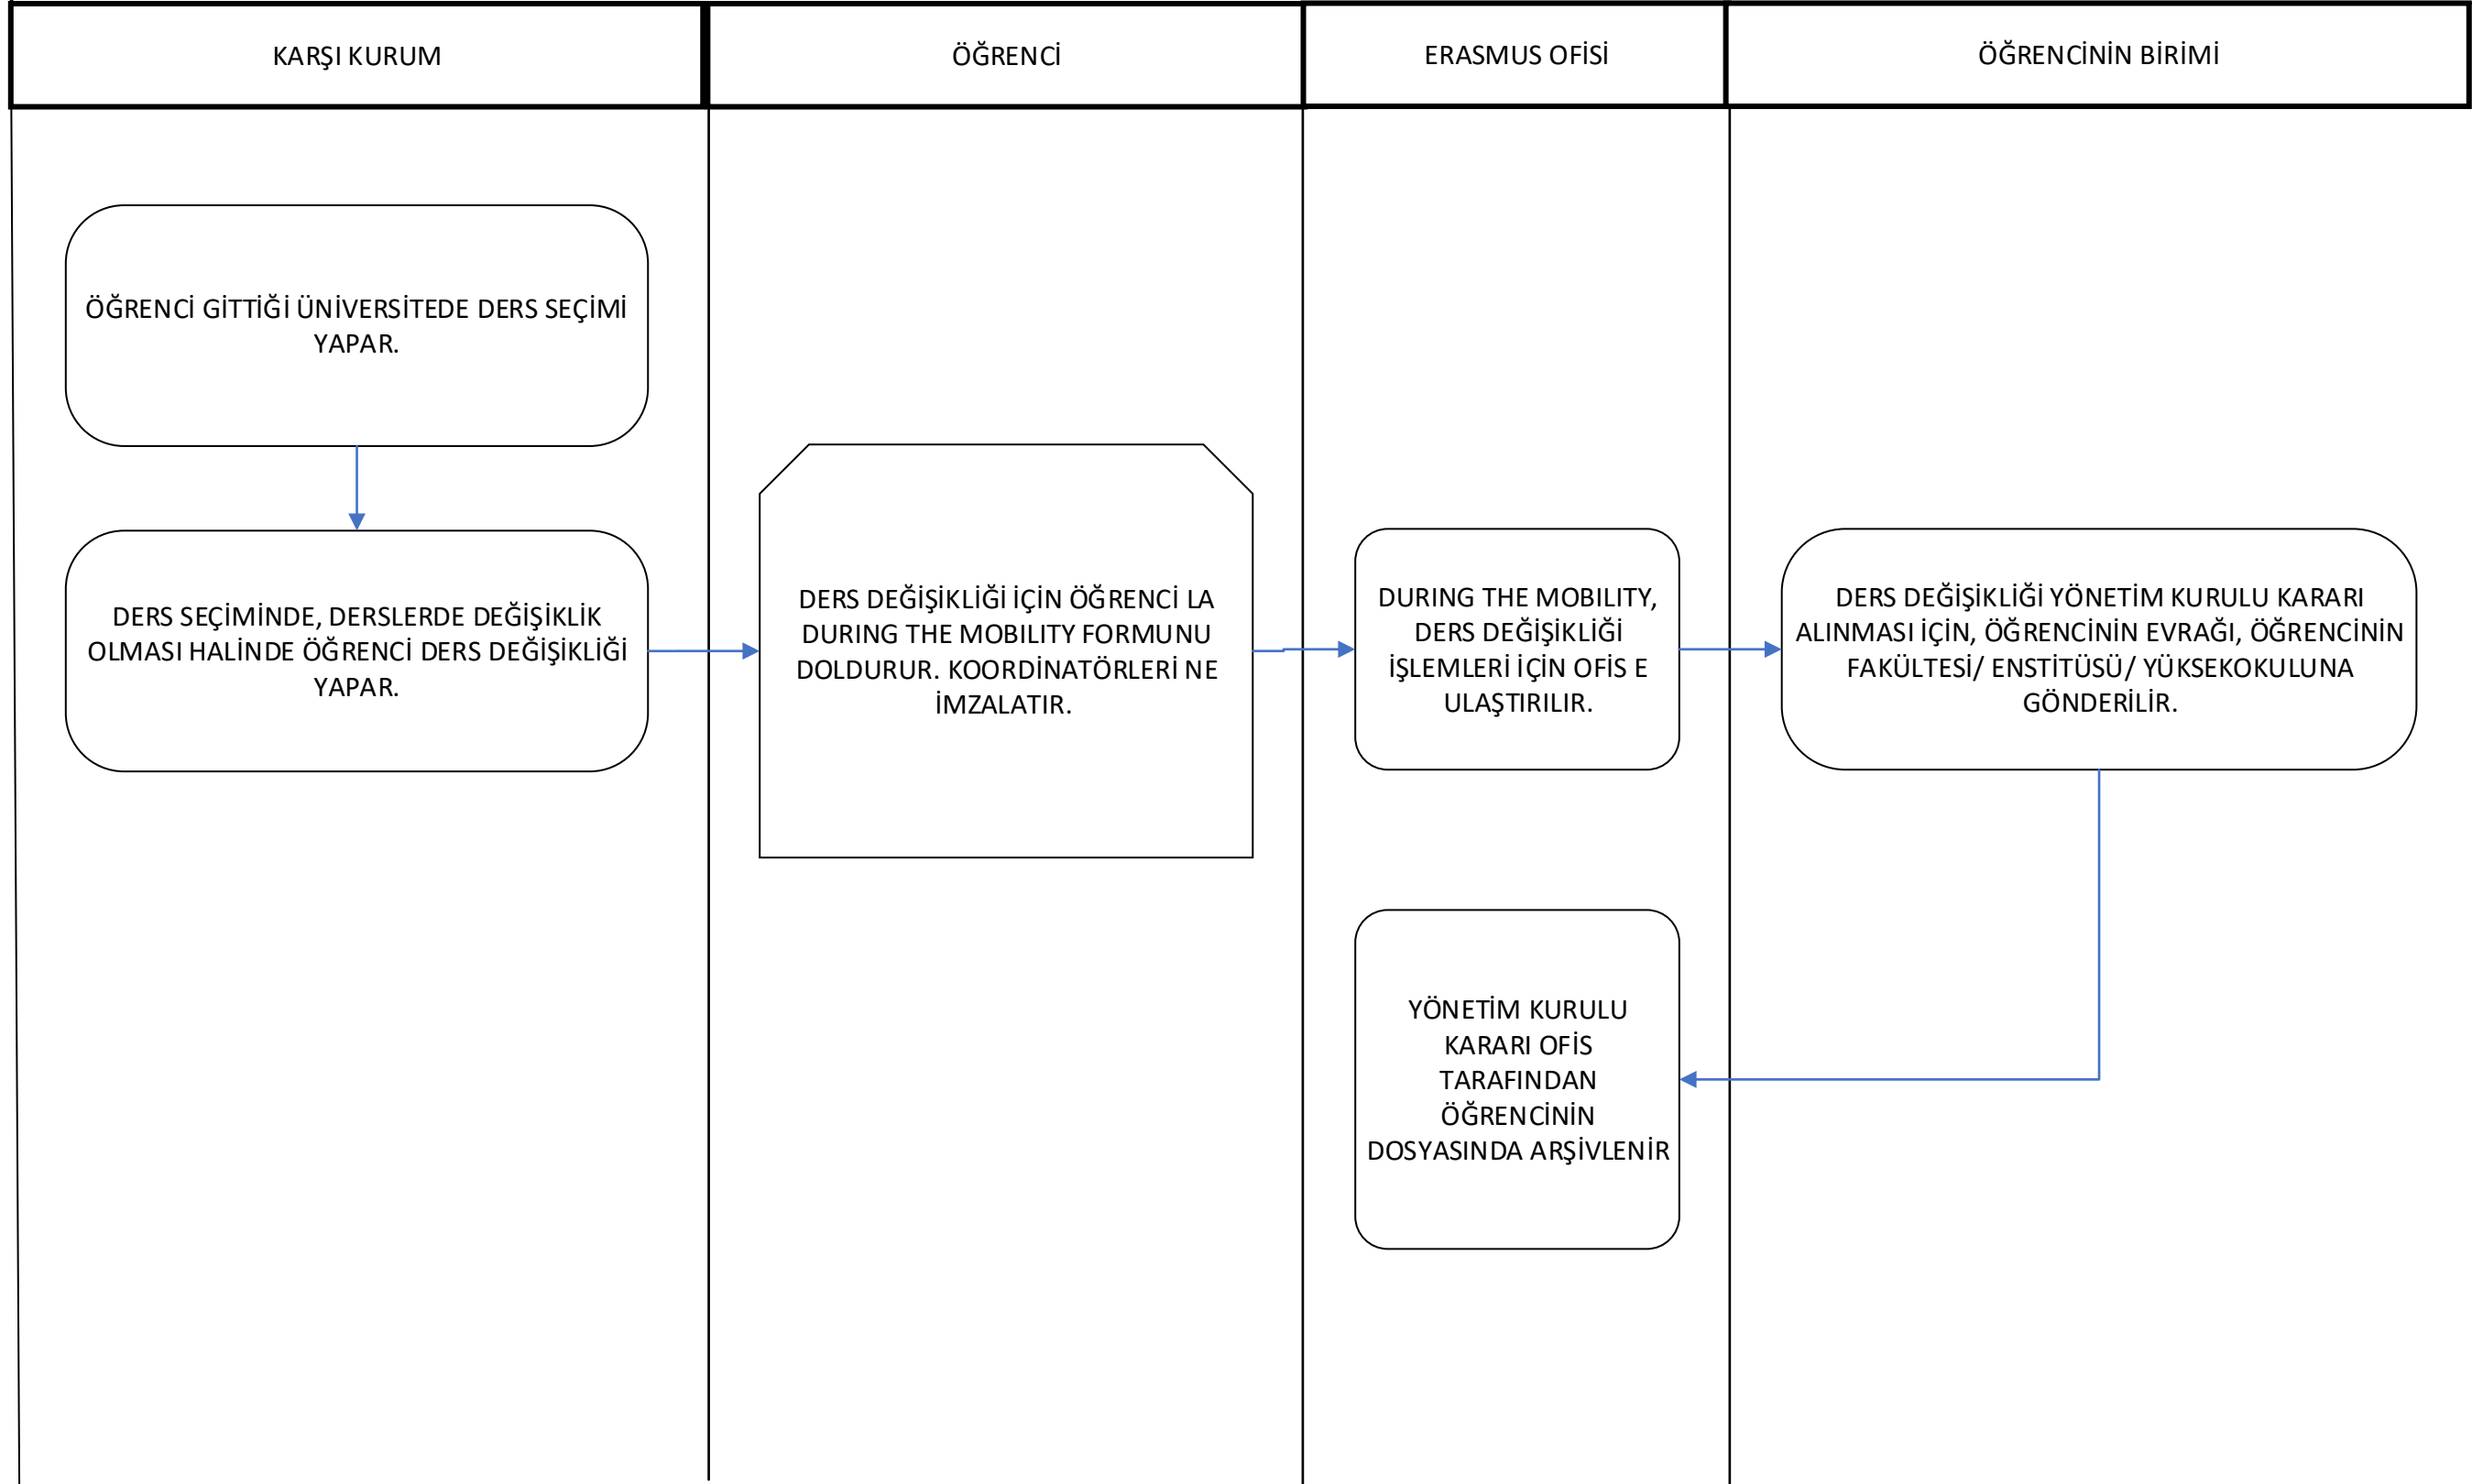 KARŞI KURUM
ÖĞRENCİ
ERASMUS OFİSİ
ÖĞRENCİNİN BİRİMİ
ÖĞRENCİ GİTTİĞİ ÜNİVERSİTEDE DERS SEÇİMİ
YAPAR.
DERS SEÇİMİNDE, DERSLERDE DEĞİŞİKLİK
OLMASI HALİNDE ÖĞRENCİ DERS DEĞİŞİKLİĞİ
YAPAR.
DERS DEĞİŞİKLİĞİ İÇİN ÖĞRENCİ LA
DURING THE MOBILITY FORMUNU
DOLDURUR. KOORDİNATÖRLERİ NE
İMZALATIR.
DURING THE MOBILITY,
DERS DEĞİŞİKLİĞİ
İŞLEMLERİ İÇİN OFİS E
ULAŞTIRILIR.
DERS DEĞİŞİKLİĞİ YÖNETİM KURULU KARARI
ALINMASI İÇİN, ÖĞRENCİNİN EVRAĞI, ÖĞRENCİNİN
FAKÜLTESİ/ ENSTİTÜSÜ/ YÜKSEKOKULUNA
GÖNDERİLİR.
YÖNETİM KURULU
KARARI OFİS
TARAFINDAN
ÖĞRENCİNİN
DOSYASINDA ARŞİVLENİR